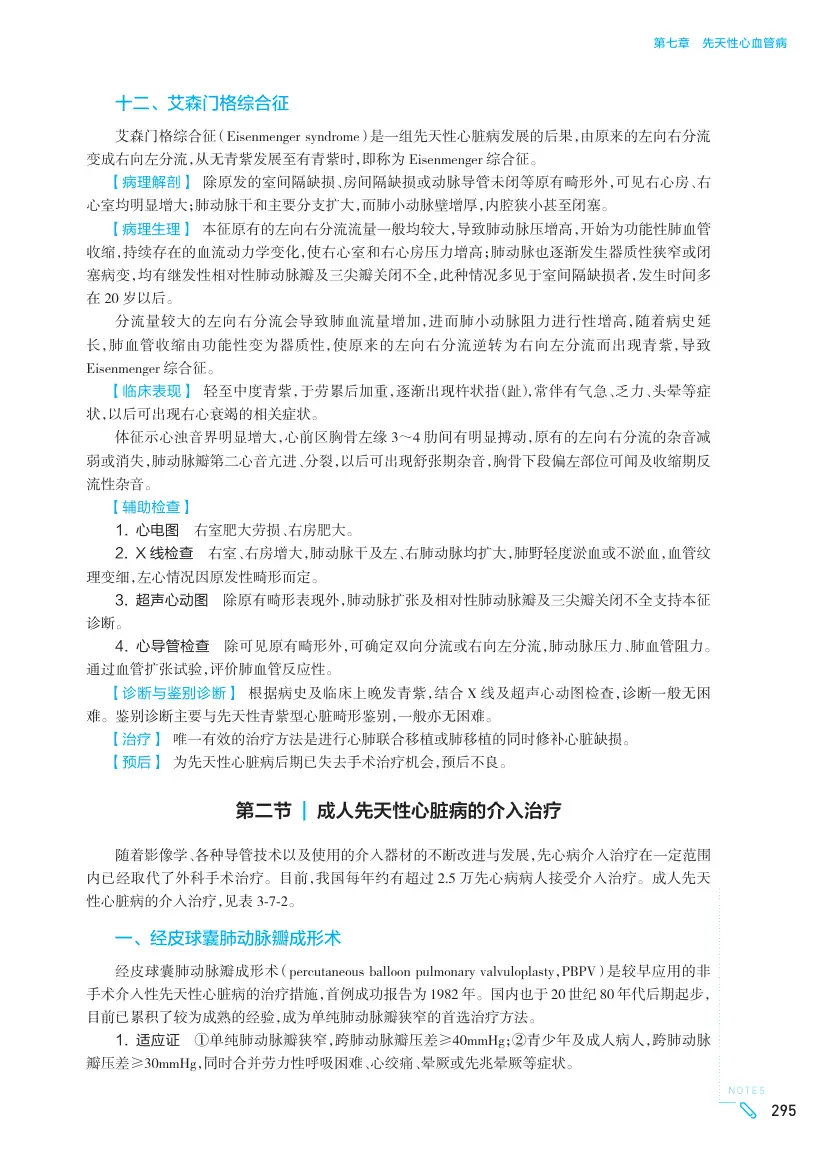 第七章 先天性心血管病
十二、艾森门格综合征
艾森门格综合征(Eisenmenger syndrome)是一组先天性心脏病发展的后果,由原来的左向右分流
变成右向左分流,从无青紫发展至有青紫时,即称为 Eisenmenger 综合征。
【病理解剖】 除原发的室间隔缺损、房间隔缺损或动脉导管未闭等原有畸形外,可见右心房、右
心室均明显增大;肺动脉干和主要分支扩大,而肺小动脉壁增厚,内腔狭小甚至闭塞。
【病理生理】 本征原有的左向右分流流量一般均较大,导致肺动脉压增高,开始为功能性肺血管
收缩,持续存在的血流动力学变化,使右心室和右心房压力增高;肺动脉也逐渐发生器质性狭窄或闭
塞病变,均有继发性相对性肺动脉瓣及三尖瓣关闭不全,此种情况多见于室间隔缺损者,发生时间多
在 20 岁以后。
分流量较大的左向右分流会导致肺血流量增加,进而肺小动脉阻力进行性增高,随着病史延
长,肺血管收缩由功能性变为器质性,使原来的左向右分流逆转为右向左分流而出现青紫,导致
Eisenmenger 综合征。
【临床表现】 轻至中度青紫,于劳累后加重,逐渐出现杵状指(趾),常伴有气急、乏力、头晕等症
状,以后可出现右心衰竭的相关症状。
体征示心浊音界明显增大,心前区胸骨左缘 3～4 肋间有明显搏动,原有的左向右分流的杂音减
弱或消失,肺动脉瓣第二心音亢进、分裂,以后可出现舒张期杂音,胸骨下段偏左部位可闻及收缩期反
流性杂音。
【辅助检查】
1. 心电图 右室肥大劳损、右房肥大。
2. X 线检查 右室、右房增大,肺动脉干及左、右肺动脉均扩大,肺野轻度淤血或不淤血,血管纹
理变细,左心情况因原发性畸形而定。
3. 超声心动图 除原有畸形表现外,肺动脉扩张及相对性肺动脉瓣及三尖瓣关闭不全支持本征
诊断。
4. 心导管检查 除可见原有畸形外,可确定双向分流或右向左分流,肺动脉压力、肺血管阻力。
通过血管扩张试验,评价肺血管反应性。
【诊断与鉴别诊断】 根据病史及临床上晚发青紫,结合 X 线及超声心动图检查,诊断一般无困
难。鉴别诊断主要与先天性青紫型心脏畸形鉴别,一般亦无困难。
【治疗】 唯一有效的治疗方法是进行心肺联合移植或肺移植的同时修补心脏缺损。
【预后】 为先天性心脏病后期已失去手术治疗机会,预后不良。
第二节 | 成人先天性心脏病的介入治疗
随着影像学、各种导管技术以及使用的介入器材的不断改进与发展,先心病介入治疗在一定范围
内已经取代了外科手术治疗。目前,我国每年约有超过 2.5 万先心病病人接受介入治疗。成人先天
性心脏病的介入治疗,见表 3-7-2。
一、经皮球囊肺动脉瓣成形术
经皮球囊肺动脉瓣成形术(percutaneous balloon pulmonary valvuloplasty,PBPV)是较早应用的非
手术介入性先天性心脏病的治疗措施,首例成功报告为 1982 年。国内也于 20 世纪 80 年代后期起步,
目前已累积了较为成熟的经验,成为单纯肺动脉瓣狭窄的首选治疗方法。
1. 适应证 ①单纯肺动脉瓣狭窄,跨肺动脉瓣压差≥40mmHg;②青少年及成人病人,跨肺动脉
瓣压差≥30mmHg,同时合并劳力性呼吸困难、心绞痛、晕厥或先兆晕厥等症状。
NOTES
295